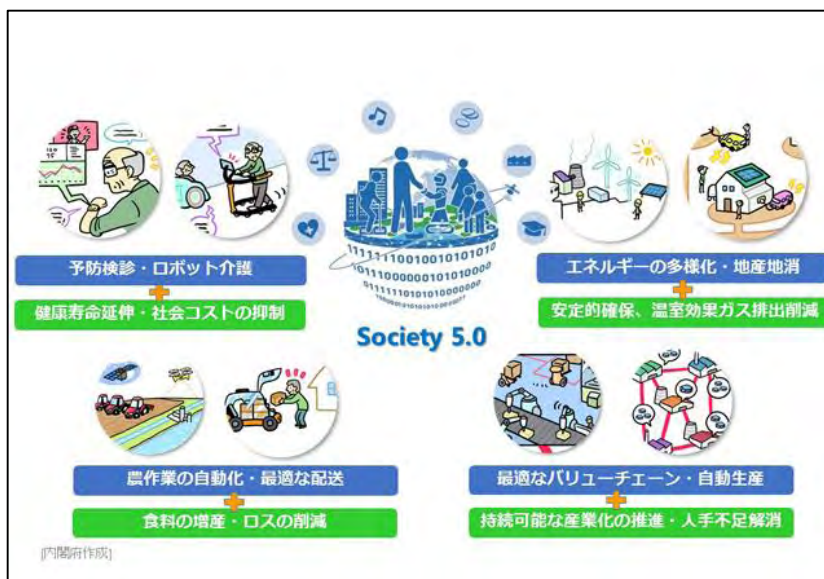 予防検診・ロボット介護
健康寿命延伸・社会コストの抑制
エネルギーの多様化・地産地消
安定的確保、温室効果ガス排出削減
Society 5.0
農作業の自動化・最適な配送
食料の増産・ロスの削減
最適なバリューチェーン・自動生産
持続可能な産業化の推進・人手不足解消
[内閣府作成]